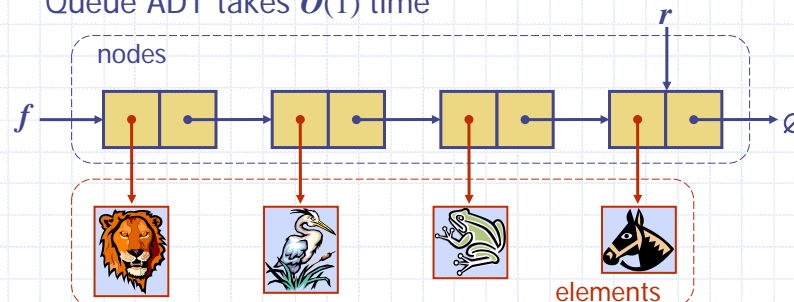 Queue ADT takes O(1) time
r
nodes
f
∅
elements